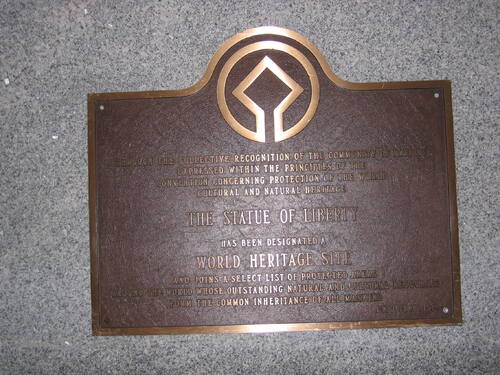 THROUGH THE COLLECTIVE RECOGNITION OF THE COMMUNITY OF NATIONS
EXPRESSED WITHIN THE PRINCIPLES OF THE
CONVENTION CONCERNING PROTECTION OF THE WORLD
CULTURAL AND NATURAL HERITAGE
THE STATUE OF LIBERTY
HAS BEEN DESIGNATED A
WORLD HERITAGE SITE
AND JOINS A SELECT LIST OF PROTECTED AREAS
THE WORLD WHOSE OUTSTANDING NATURAL AND CULTURAL RESOURCES
FORM THE COMMON INHERITANCE OF ALL MANKIND